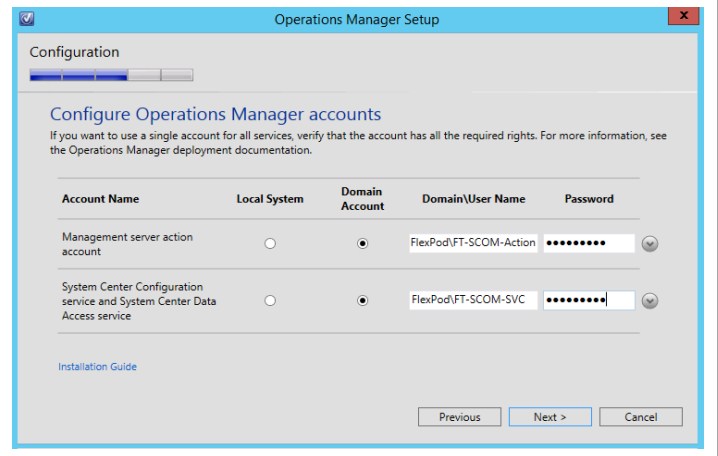 Operations Manager Setup
x
Configuration
Configure Operations Manager accounts
If you want to use a single account for all services, verify that the account has all the required rights. For more information, see
the Operations Manager deployment documentation.
Account Name Local System Domain Account Domain\User Name Password
Management server action
account
FlexPod\FT-SCOM-Action •••••••••
System Center Configuration
service and System Center Data
Access service
FlexPod\FT-SCOM-SVC •••••••••
Installation Guide
Previous Next > Cancel